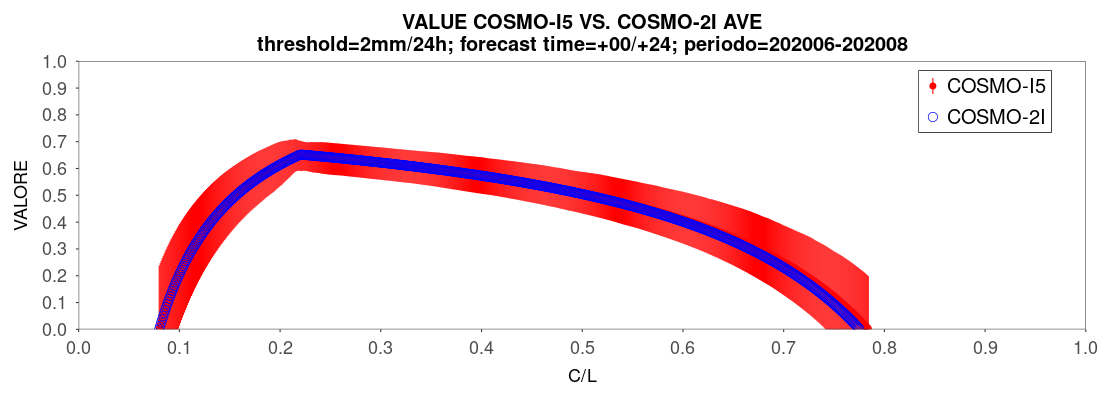 VALUE COSMO-I5 VS. COSMO-2I AVE
threshold=2mm/24h; forecast time=+00/+24; periodo=202006-202008
1.0
0.9
0.8
0.7
0.6
0.5
0.4
0.3
0.2
0.1
0.0
VALORE
COSMO-I5
COSMO-2I
0.0 0.1 0.2 0.3 0.4 0.5 0.6 0.7 0.8 0.9 1.0
C/L